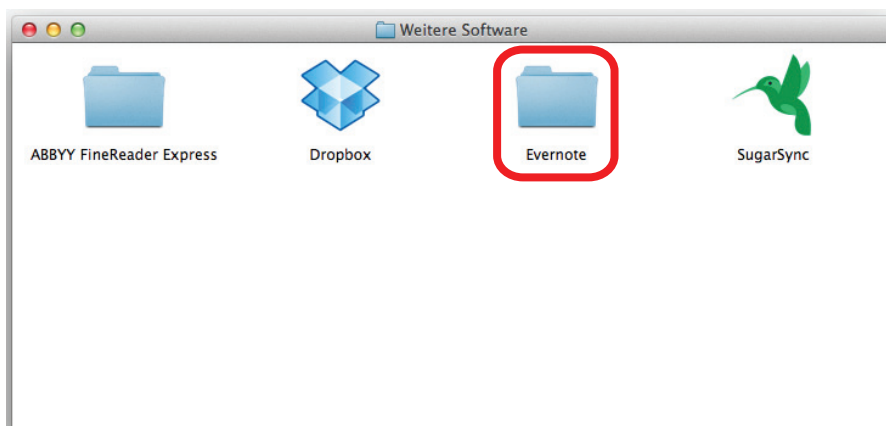 Weitere Software
ABBYY FineReader Express Dropbox Evernote SugarSync